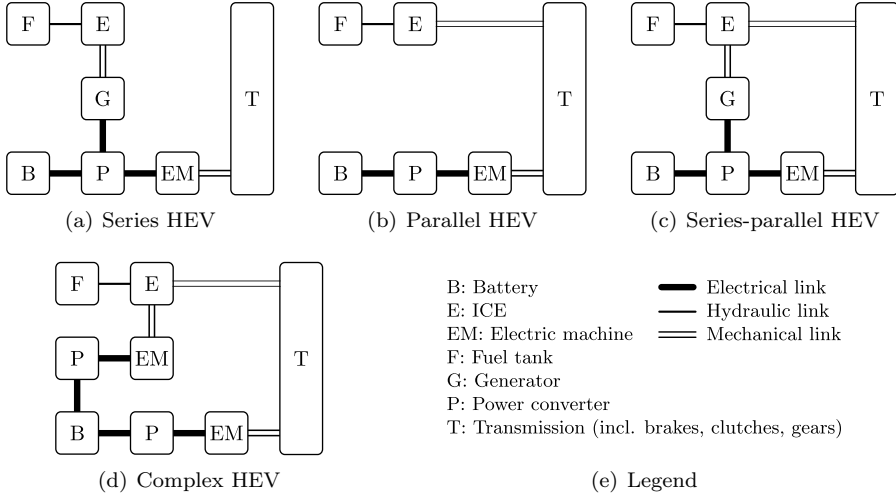 F E
T
G
B P EM
(a) Series HEV
F E
T
B P EM
(b) Parallel HEV
F E
T
G
B P EM
(c) Series-parallel HEV
F E
P EM
T
B P EM
(d) Complex HEV
B: Battery
E: ICE
EM: Electric machine
F: Fuel tank
G: Generator
P: Power converter
T: Transmission (incl. brakes, clutches, gears)
Electrical link
Hydraulic link
Mechanical link
(e) Legend